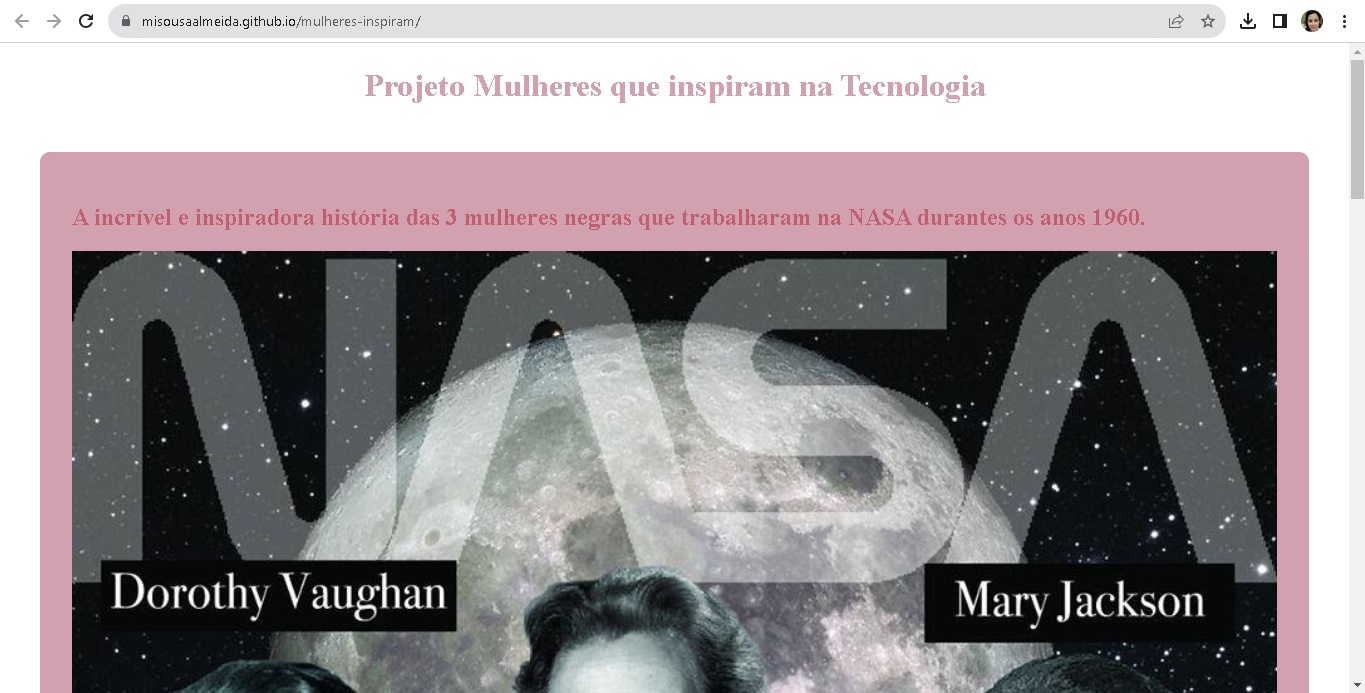 misousaalmeida.github.io/mulheres-inspiram/
Projeto Mulheres que inspiram na Tecnologia
A incrível e inspiradora história das 3 mulheres negras que trabalharam na NASA durantes os anos 1960.
NASA
Dorothy Vaughan
Mary Jackson